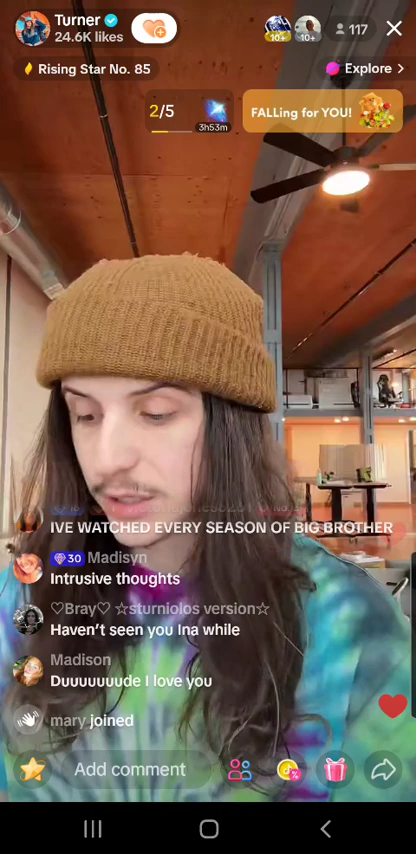 Turner
24.6K likes
10+
10+
117
Rising Star No. 85
Explore >
2/5
3h53m
FALLing for YOU!
IVE WATCHED EVERY SEASON OF BIG BROTHER
30 Madisyn
Intrusive thoughts
♡Bray♡ ☆sturniolos version☆
Haven't seen you Ina while
Madison
Duuuuuuude I love you
mary joined
Add comment